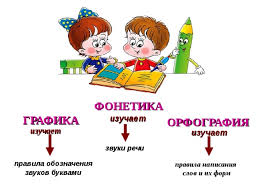 ФОНЕТИКА
изучает
звуки речи
ГРАФИКА
изучает
правила обозначения
звуков буквами
ОРФОГРАФИЯ
изучает
правила написания
слов и их форм